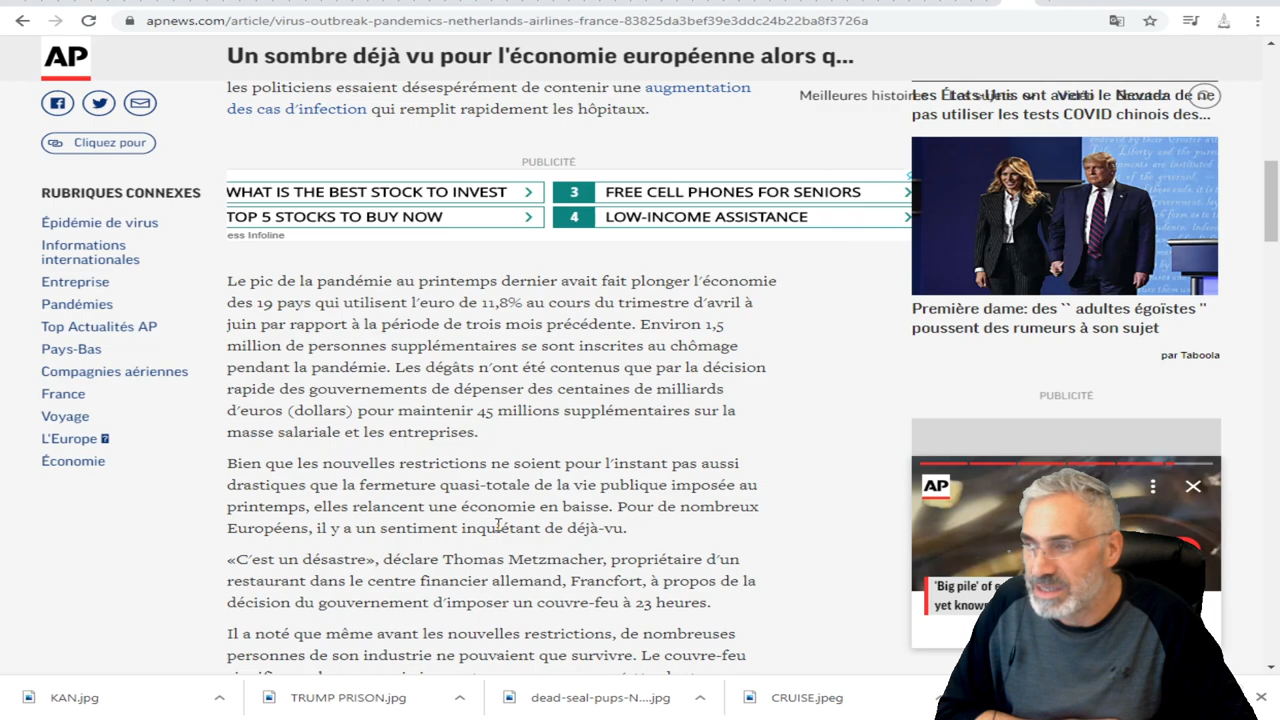 apnews.com/article/virus-outbreak-pandemics-netherlands-airlines-france-83825da3bef39e3ddc24b22ba8f3726a
AP
Un sombre déjà vu pour l'économie européenne alors q...
Meilleures histoires
les politiciens essaient désespérément de contenir une augmentation
des cas d'infection qui remplit rapidement les hôpitaux.
Cliquez pour
RUBRIQUES CONNEXES
Épidémie de virus
Informations
internationales
Entreprise
Pandémies
Top Actualités AP
Pays-Bas
Compagnies aériennes
France
Voyage
L'Europe
Économie
PUBLICITÉ
WHAT IS THE BEST STOCK TO INVEST
3 FREE CELL PHONES FOR SENIORS
TOP 5 STOCKS TO BUY NOW
4 LOW-INCOME ASSISTANCE
ess Infoline
Le pic de la pandémie au printemps dernier avait fait plonger l'économie
des 19 pays qui utilisent l'euro de 11,8% au cours du trimestre d'avril à
juin par rapport à la période de trois mois précédente. Environ 1,5
million de personnes supplémentaires se sont inscrites au chômage
pendant la pandémie. Les dégâts n'ont été contenus que par la décision
rapide des gouvernements de dépenser des centaines de milliards
d'euros (dollars) pour maintenir 45 millions supplémentaires sur la
masse salariale et les entreprises.
Bien que les nouvelles restrictions ne soient pour l'instant pas aussi
drastiques que la fermeture quasi-totale de la vie publique imposée au
printemps, elles relancent une économie en baisse. Pour de nombreux
Européens, il y a un sentiment inquiétant de déjà-vu.
«C'est un désastre», déclare Thomas Metzmacher, propriétaire d'un
restaurant dans le centre financier allemand, Francfort, à propos de la
décision du gouvernement d'imposer un couvre-feu à 23 heures.
Il a noté que même avant les nouvelles restrictions, de nombreuses
personnes de son industrie ne pouvaient que survivre. Le couvre-feu
Les États-Unis ont averti le Nevada de ne
pas utiliser les tests COVID chinois des...
Première dame: des `` adultes égoïstes ''
poussent des rumeurs à son sujet
par Taboola
PUBLICITÉ
AP
'Big pile' of
yet known
KAN.jpg
TRUMP PRISON.jpg
dead-seal-pups-N....jpg
CRUISE.jpeg